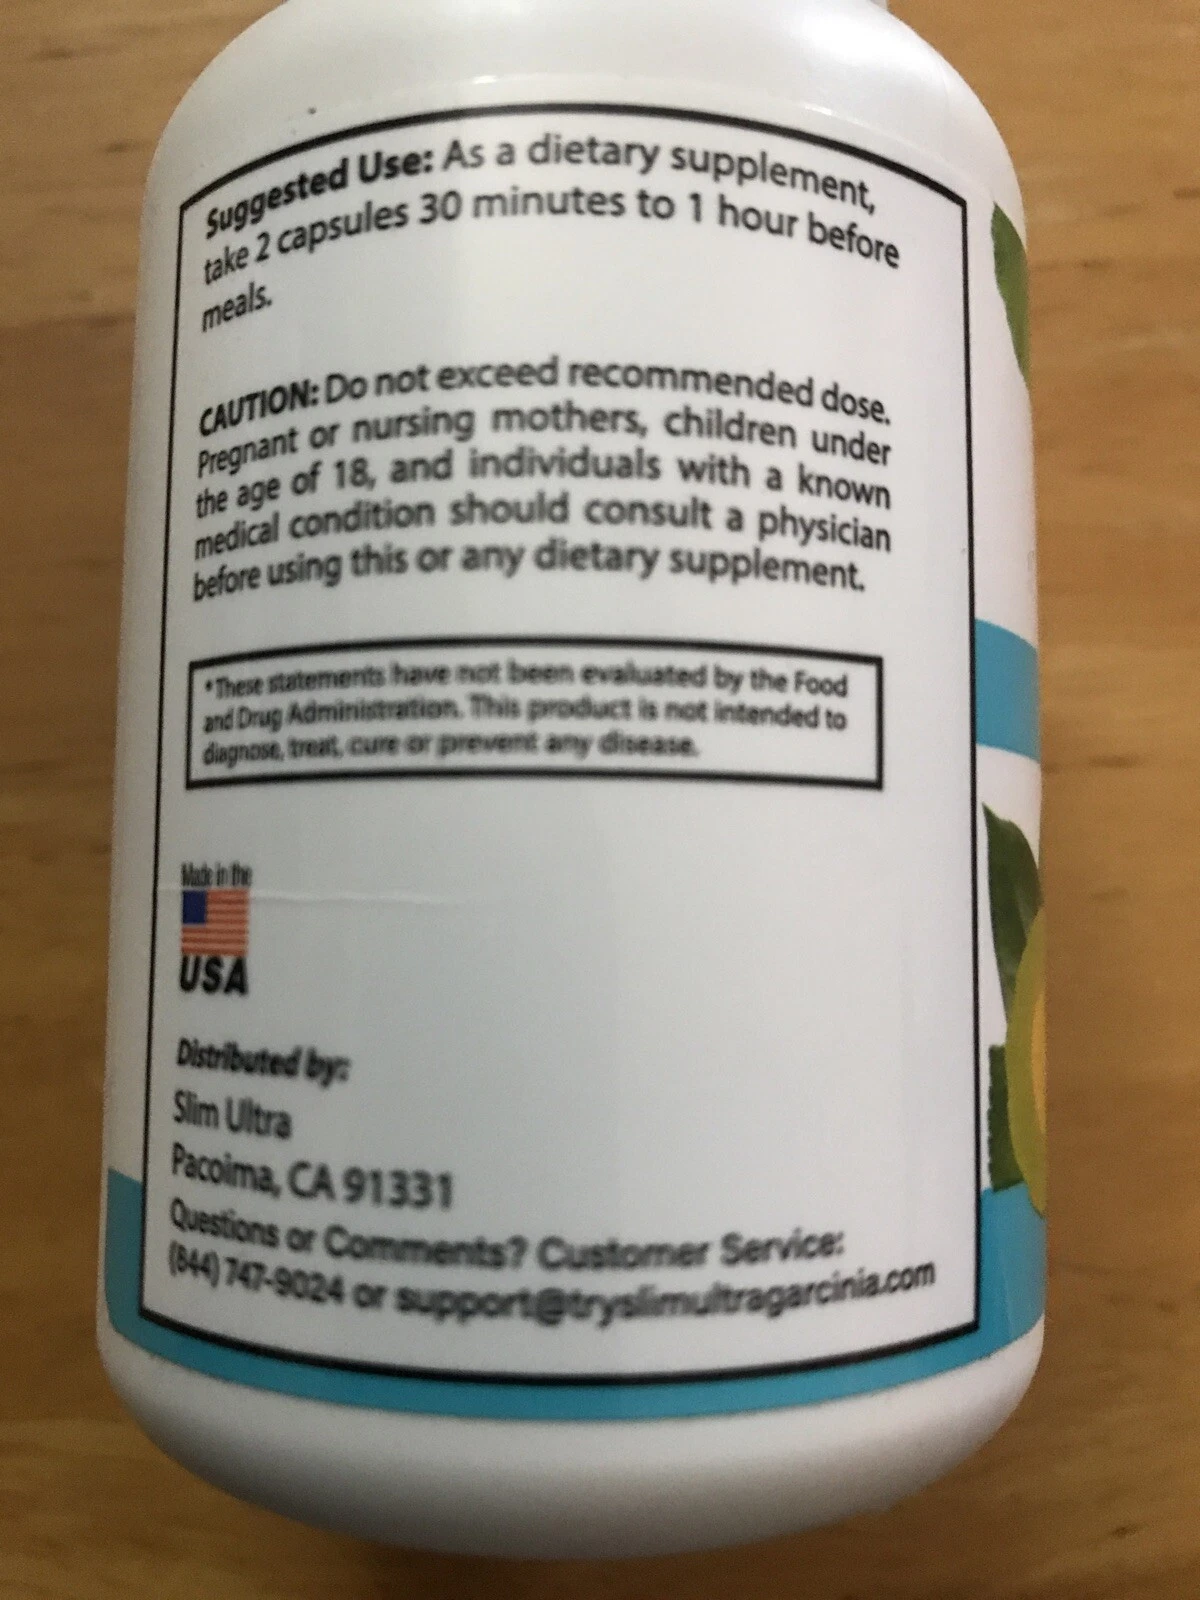 Suggested Use: As a dietary supplement,
take 2 capsules 30 minutes to 1 hour before
meals.
CAUTION: Do not exceed recommended dose.
Pregnant or nursing mothers, children under
the age of 18, and individuals with a known
medical condition should consult a physician
before using this or any dietary supplement.
*These statements have not been evaluated by the Food
and Drug Administration. This product is not intended to
diagnose, treat, cure or prevent any disease.
Made in the
USA
Distributed by:
Slim Ultra
Pacoima, CA 91331
Questions or Comments? Customer Service:
(844) 747-9024 or support@tryslimultragarcinia.com